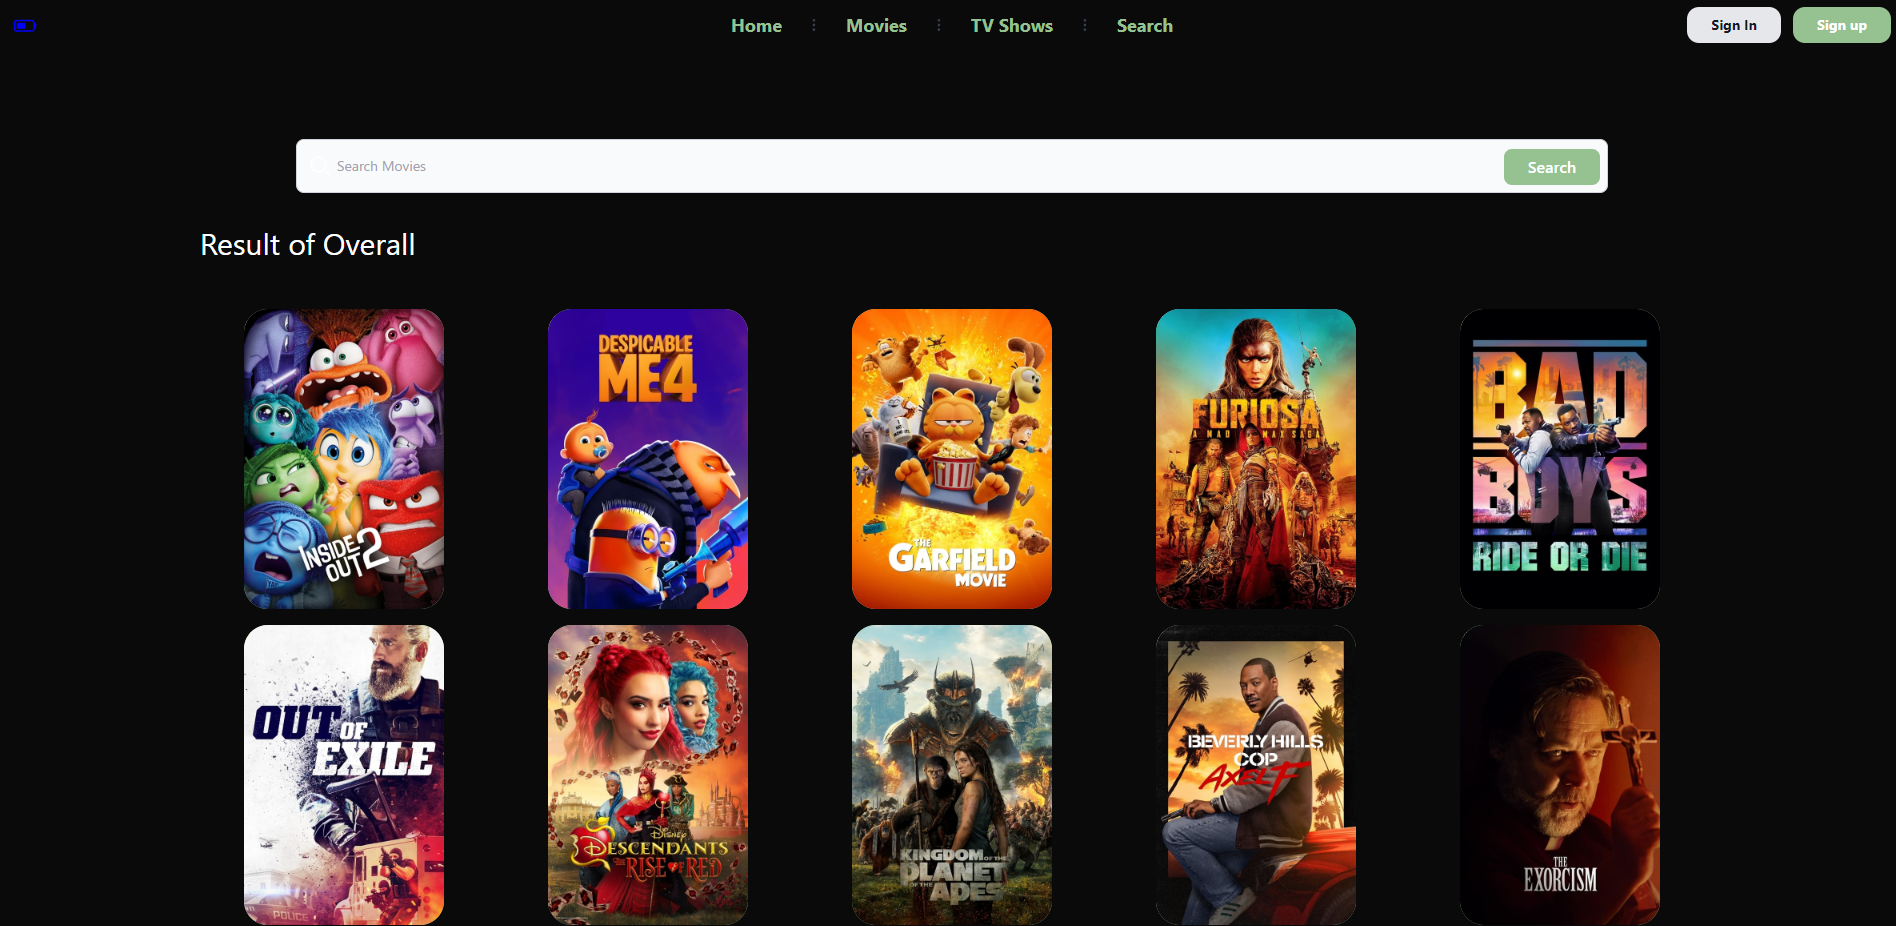 Home
Movies
TV Shows
Search
Sign In
Sign up
Search Movies
Search
Result of Overall
INSIDE
OUT 2
DESPICABLE
ME 4
THE
GARFIELD
MOVIE
FURIOSA
A MAD MAX SAGA
BAD
BOYS
RIDE OR DIE
OUT OF
EXILE
POLICE
Disney
DESCENDANTS
THE RISE OF RED
KINGDOM OF THE
PLANET
OF THE APES
BEVERLY HILLS
COP
AXEL F
THE
EXORCISM